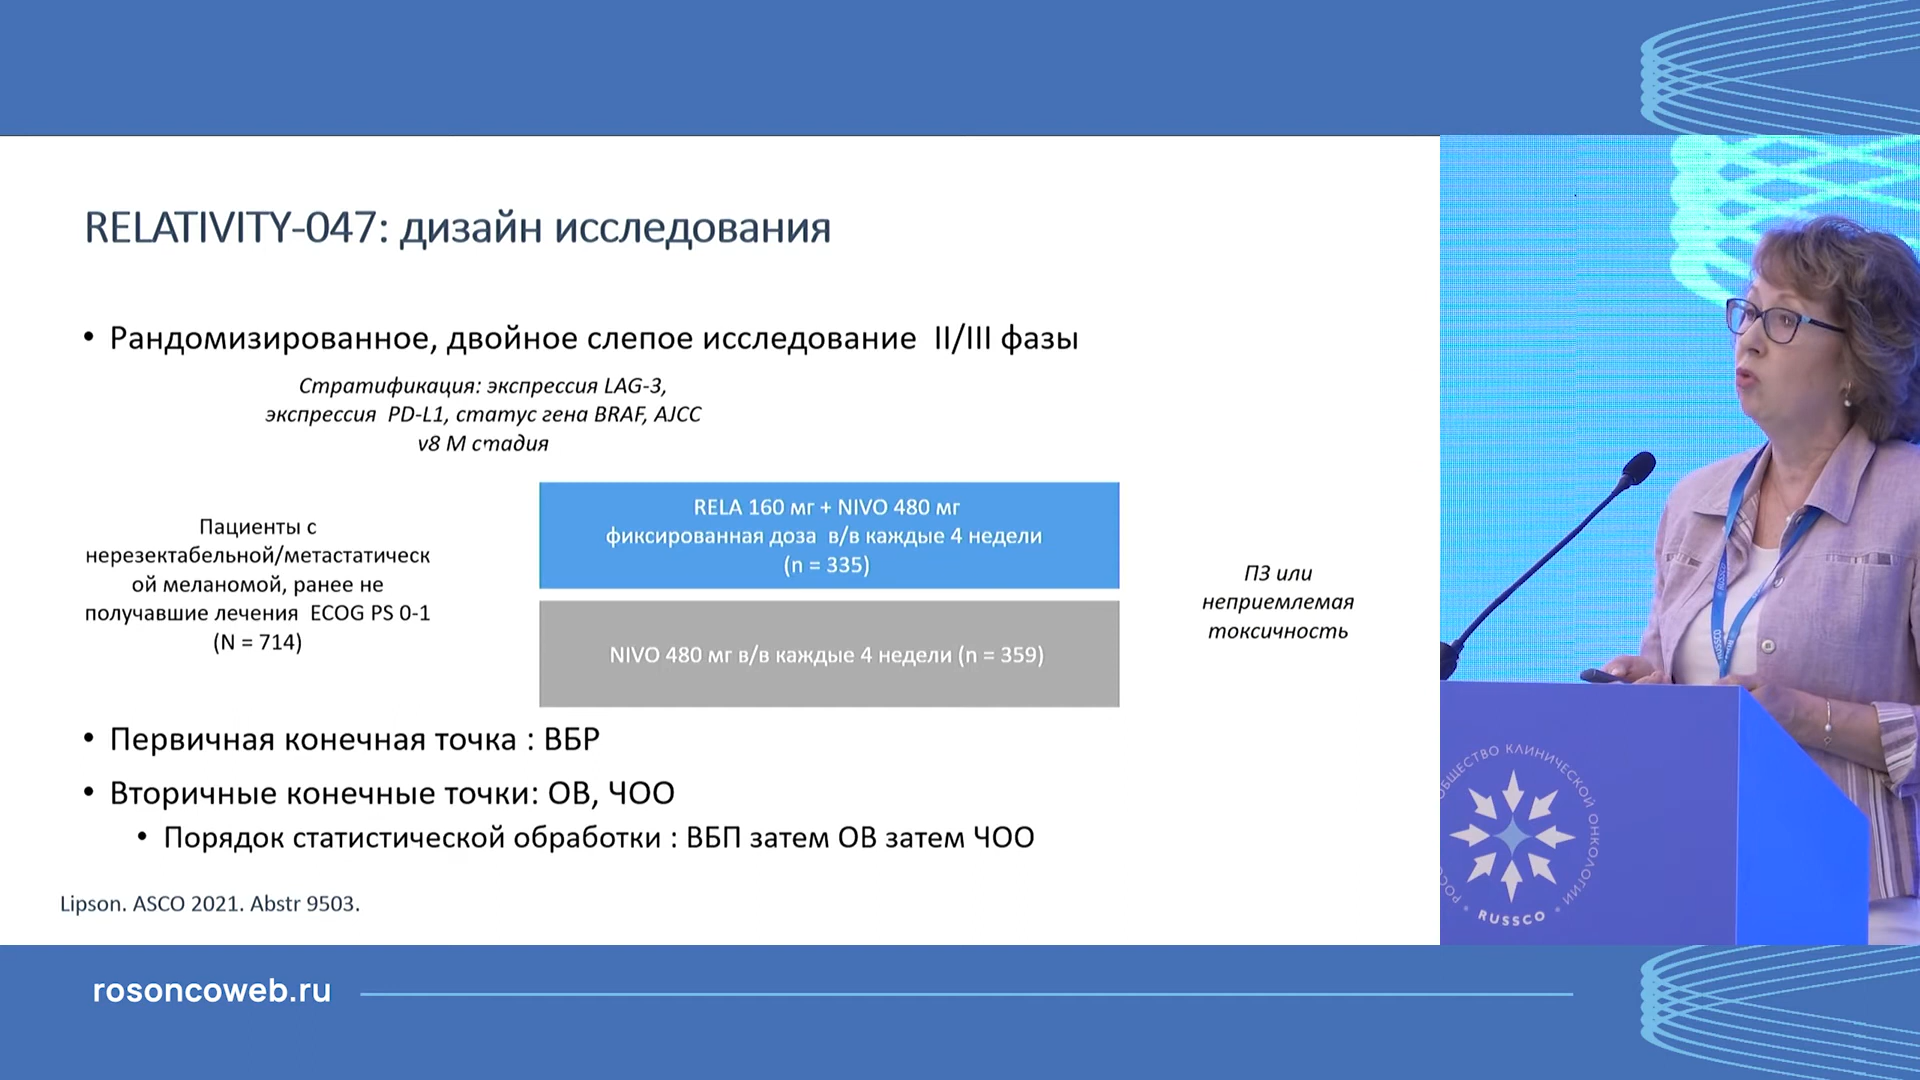 RELATIVITY-047: дизайн исследования
• Рандомизированное, двойное слепое исследование II/III фазы
Стратификация: экспрессия LAG-3,
экспрессия PD-L1, статус гена BRAF, AJCC
v8 М стадия
Пациенты с
нерезектабельной/метастатическ
ой меланомой, ранее не
получавшие лечения ECOG PS 0-1
(N = 714)
RELA 160 мг + NIVO 480 мг
фиксированная доза в/в каждые 4 недели
(n = 335)
NIVO 480 мг в/в каждые 4 недели (n = 359)
ПЗ или
неприемлемая
токсичность
• Первичная конечная точка : ВБР
• Вторичные конечные точки: ОВ, ЧОО
• Порядок статистической обработки : ВБП затем ОВ затем ЧОО
Lipson. ASCO 2021. Abstr 9503.
КЛИНИЧЕСКОЙ ОНКОЛОГИИ
RUSSCO
RUSSCO
rosoncoweb.ru